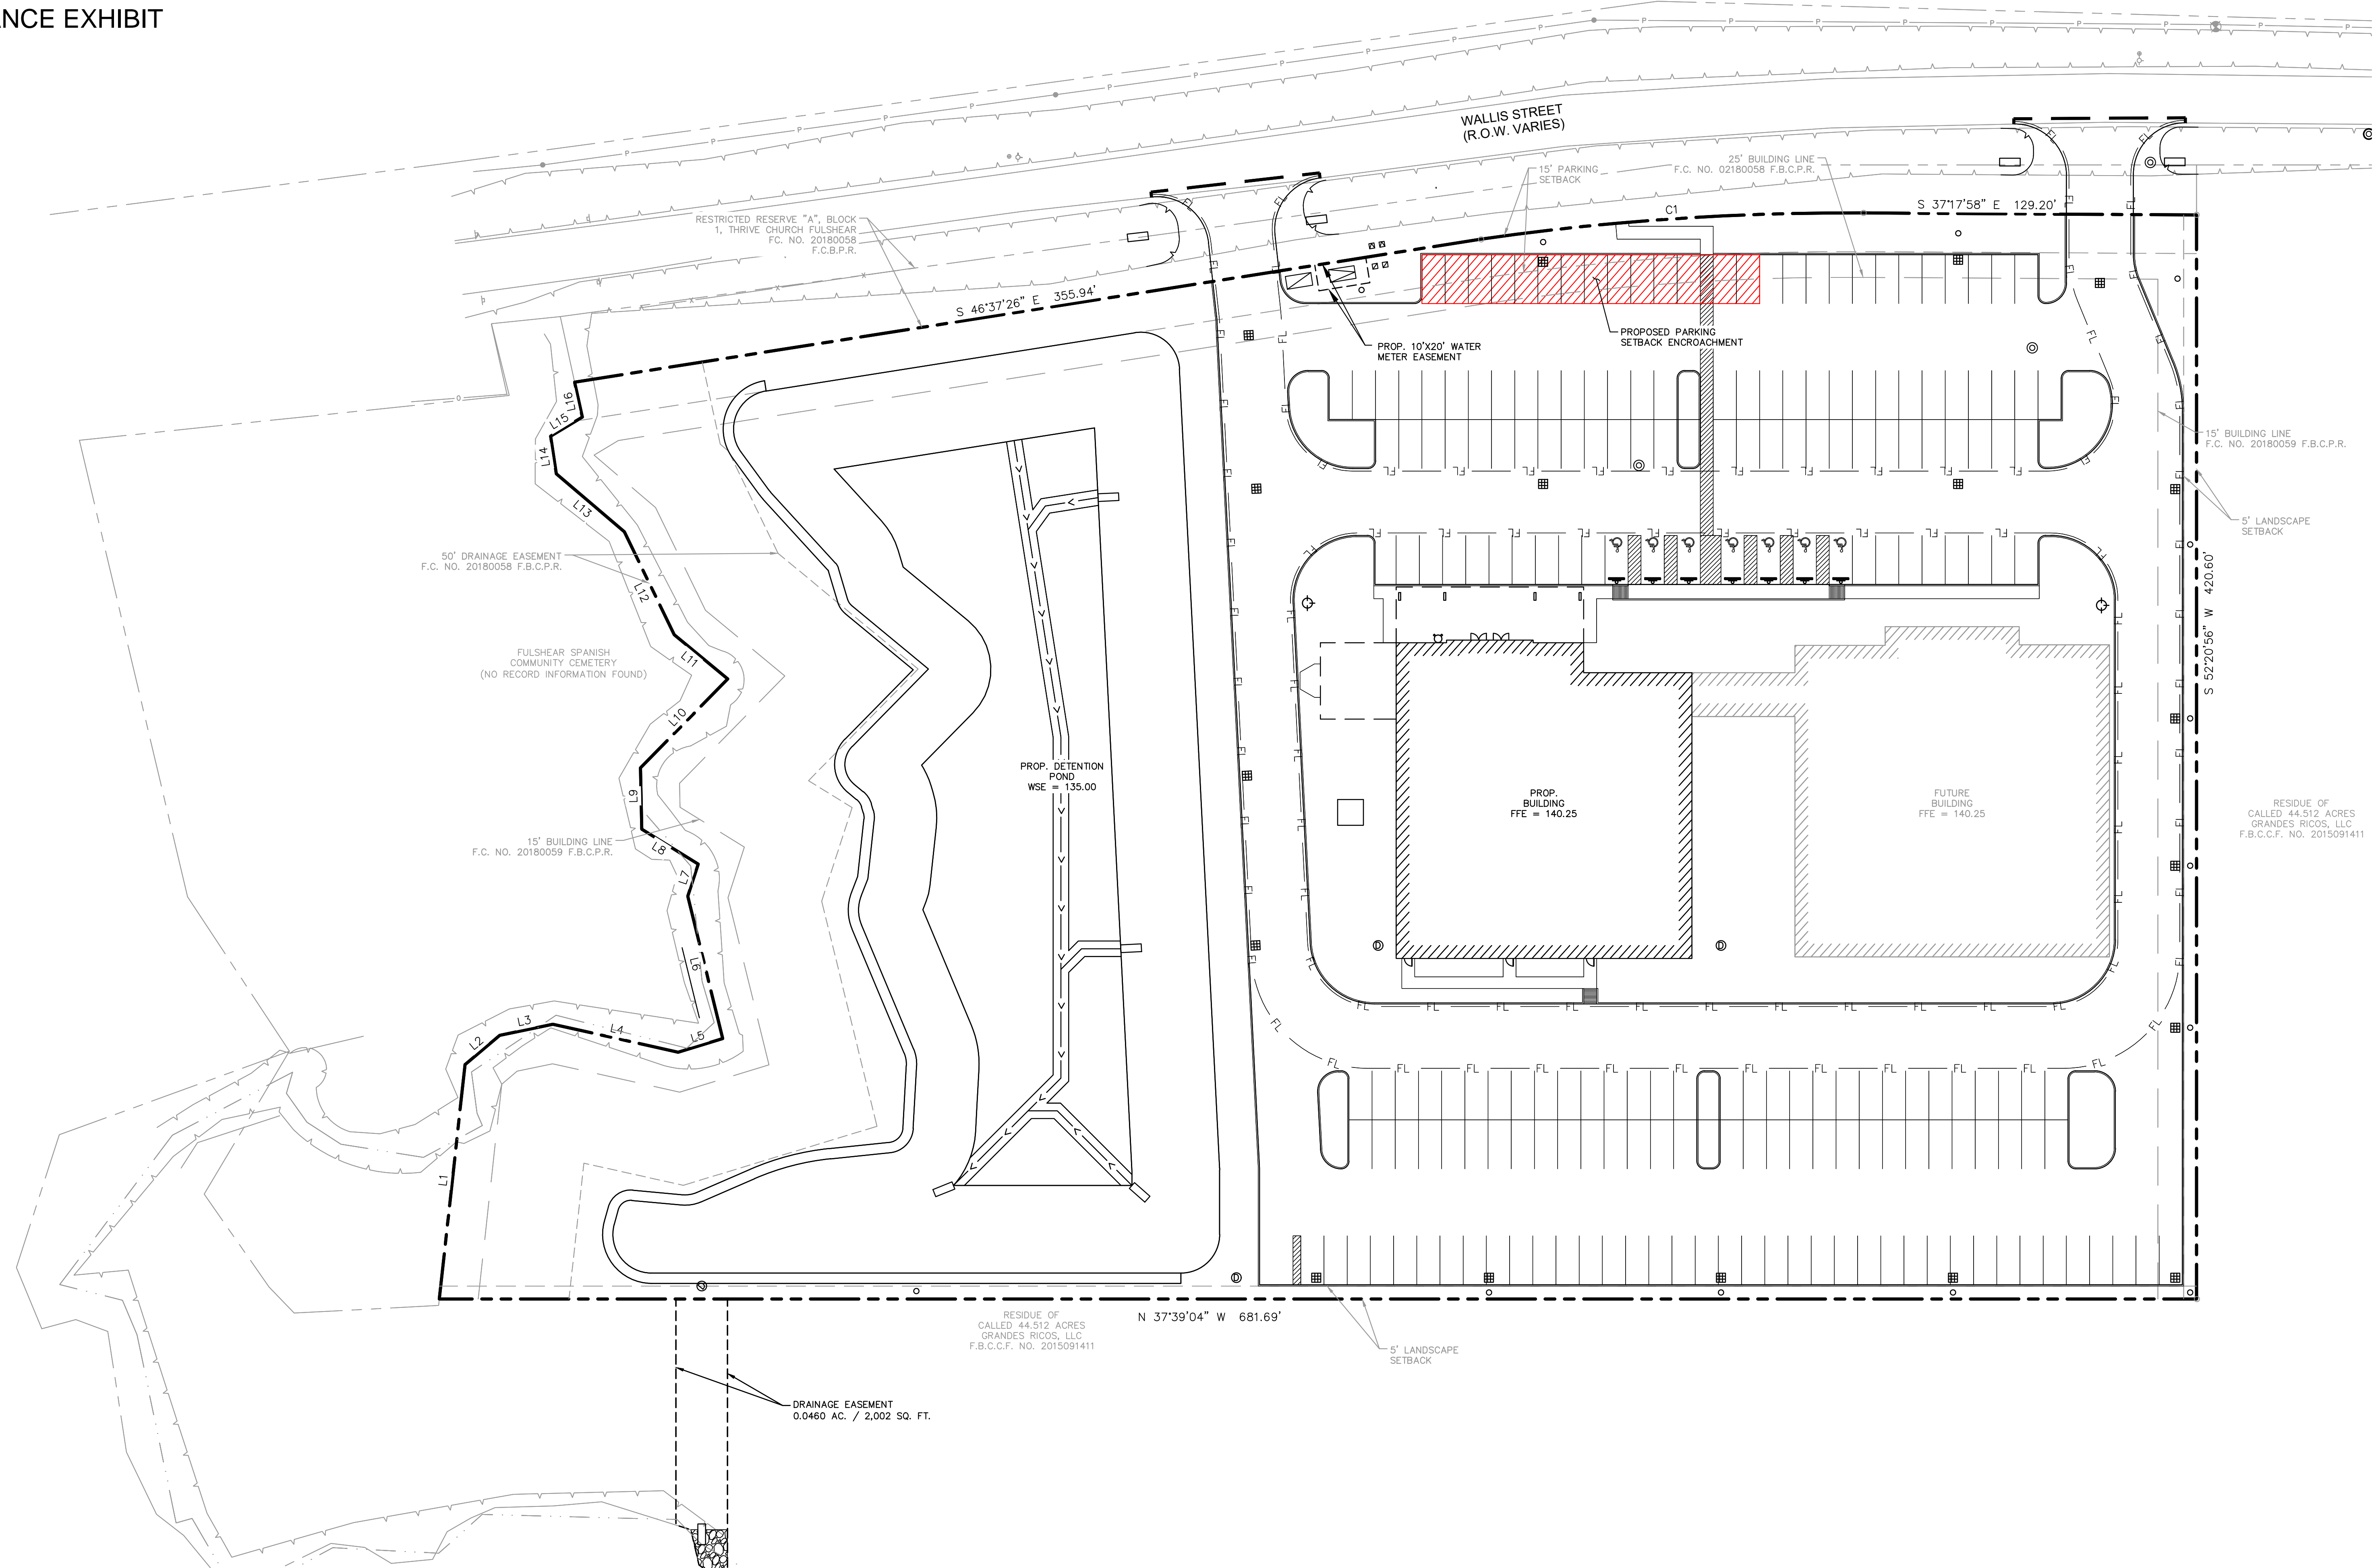 ANCE EXHIBIT
WALLIS STREET
(R.O.W. VARIES)
15' PARKING
SETBACK
25' BUILDING LINE
F.C. NO. 02180058 F.B.C.P.R.
C1
S 37°17'58" E 129.20'
RESTRICTED RESERVE "A", BLOCK
1, THRIVE CHURCH FULSHEAR
FC. NO. 20180058
F.C.B.P.R.
S 46°37'26" E 355.94'
PROP. 10'X20' WATER
METER EASEMENT
PROPOSED PARKING
SETBACK ENCROACHMENT
15' BUILDING LINE
F.C. NO. 20180059 F.B.C.P.R.
5' LANDSCAPE
SETBACK
S 52°20'56" W 420.60'
L16
L15
L14
L13
L12
L11
L10
L9
L8
L7
L6
L5
L4
L3
L2
L1
50' DRAINAGE EASEMENT
F.C. NO. 20180058 F.B.C.P.R.
FULSHEAR SPANISH
COMMUNITY CEMETERY
(NO RECORD INFORMATION FOUND)
15' BUILDING LINE
F.C. NO. 20180059 F.B.C.P.R.
PROP. DETENTION
POND
WSE = 135.00
PROP.
BUILDING
FFE = 140.25
FUTURE
BUILDING
FFE = 140.25
RESIDUE OF
CALLED 44.512 ACRES
GRANDES RICOS, LLC
F.B.C.C.F. NO. 2015091411
RESIDUE OF
CALLED 44.512 ACRES
GRANDES RICOS, LLC
F.B.C.C.F. NO. 2015091411
N 37°39'04" W 681.69'
5' LANDSCAPE
SETBACK
DRAINAGE EASEMENT
0.0460 AC. / 2,002 SQ. FT.